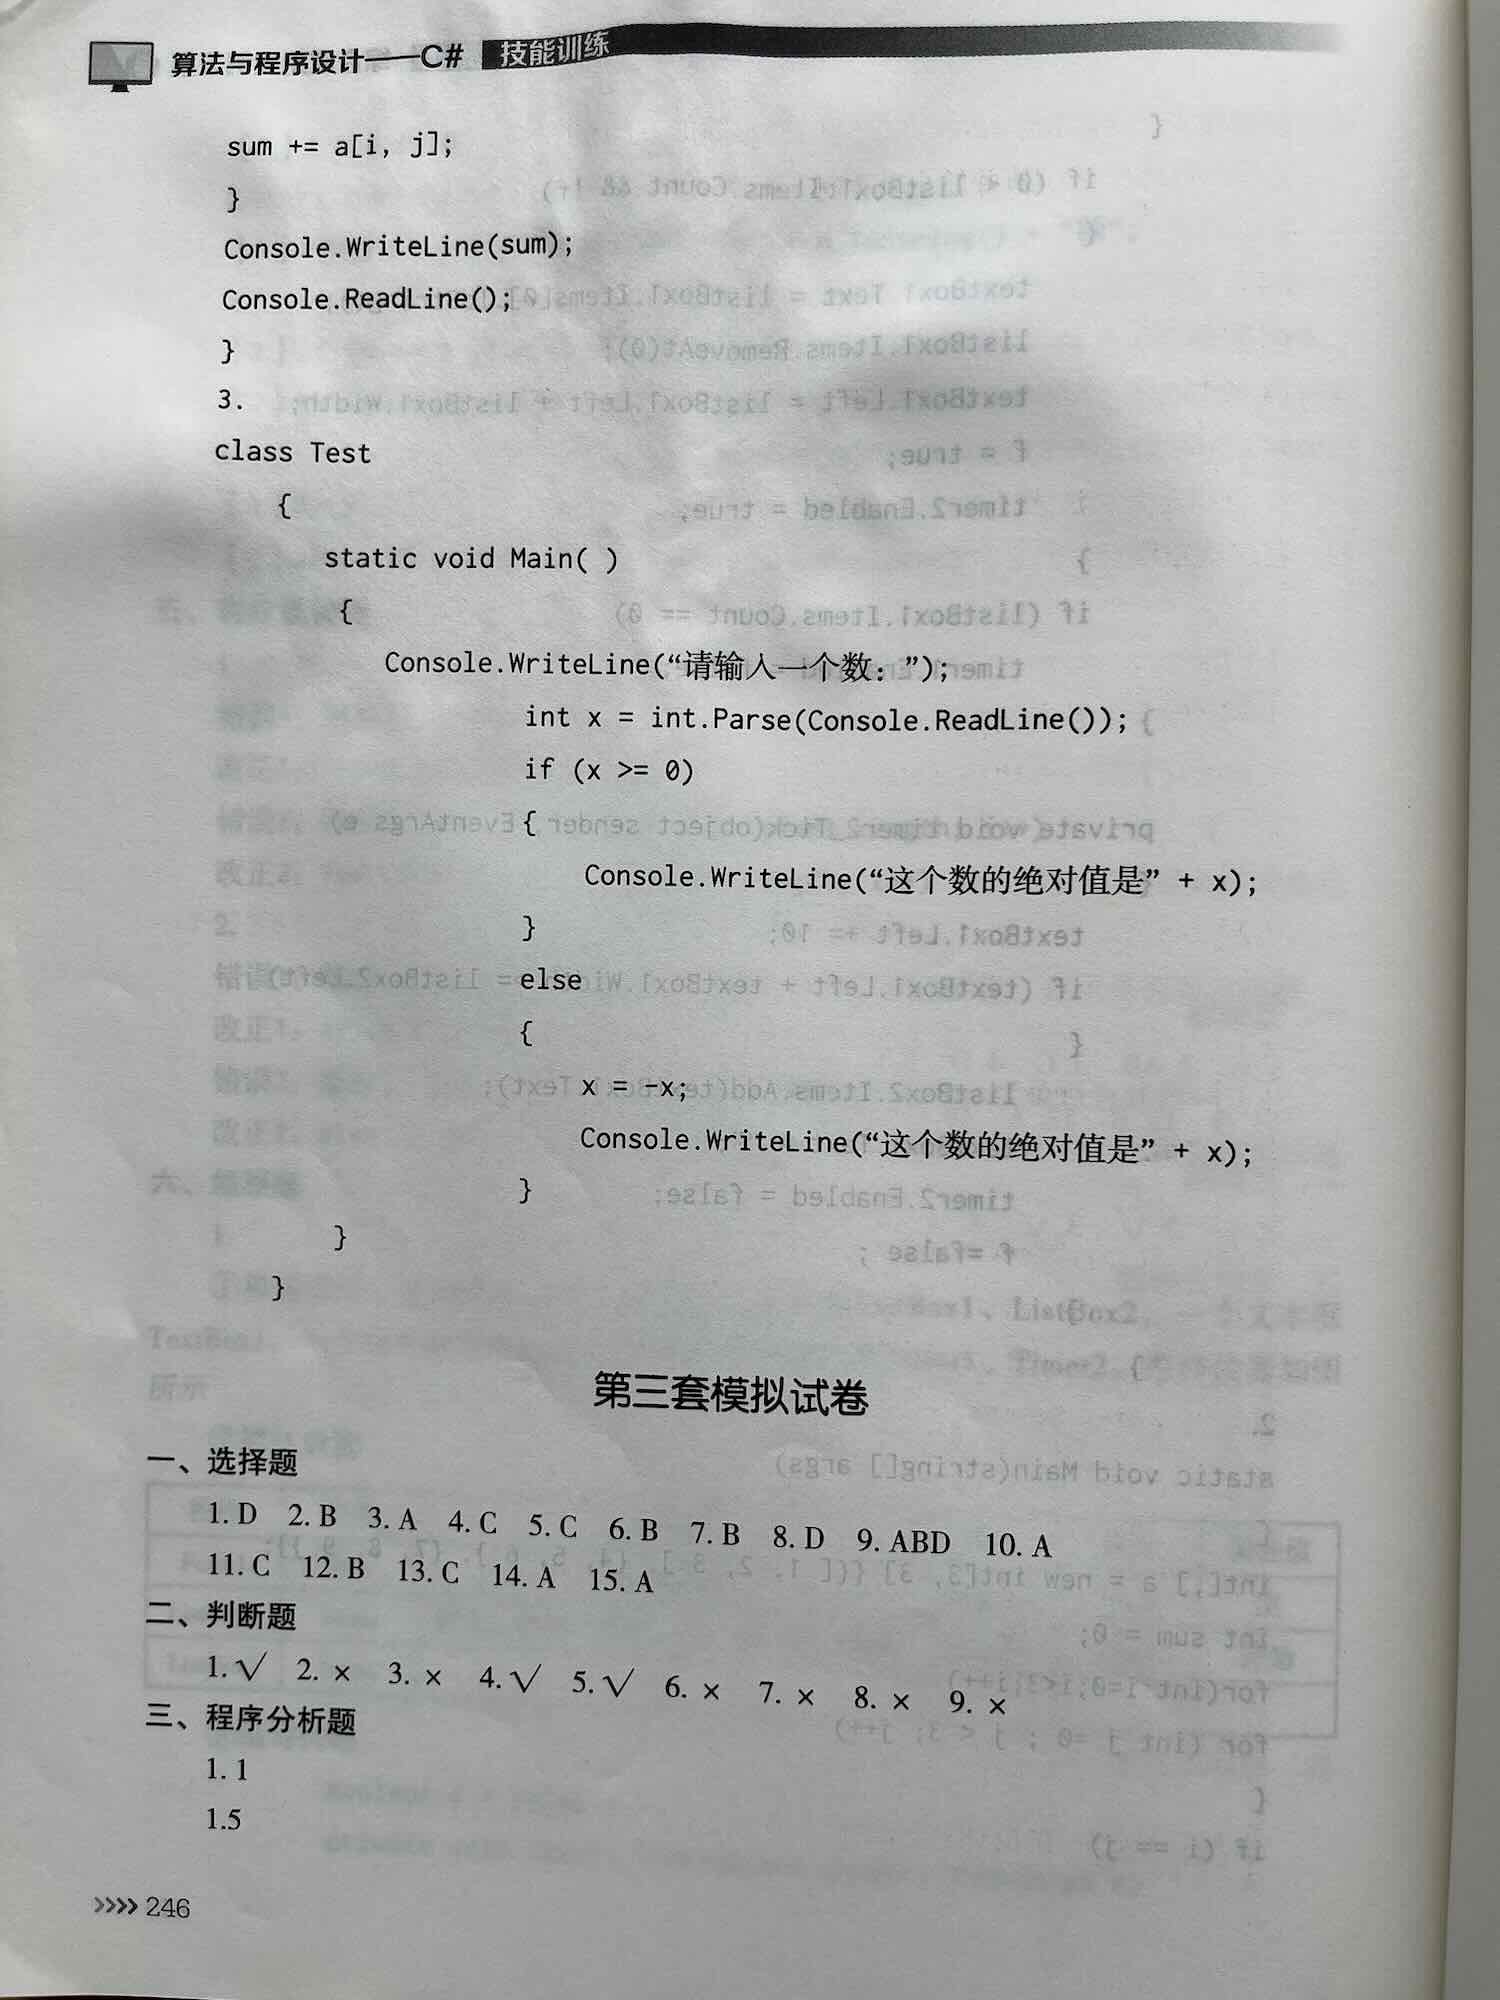 算法与程序设计——C# 技能训练
sum += a[i, j];
}
Console.WriteLine(sum);
Console.ReadLine();
}
3.
class Test
{
static void Main( )
{
Console.WriteLine(“请输入一个数：”);
int x = int.Parse(Console.ReadLine());
if (x >= 0)
{
Console.WriteLine(“这个数的绝对值是” + x);
}
else
{
x = -x;
Console.WriteLine(“这个数的绝对值是” + x);
}
}
}
第三套模拟试卷
一、选择题
1. D 2. B 3. A 4. C 5. C 6. B 7. B 8. D 9. ABD 10. A
11. C 12. B 13. C 14. A 15. A
二、判断题
1. √ 2. × 3. × 4. √ 5. √ 6. × 7. × 8. × 9. ×
三、程序分析题
1. 1
1.5
>>>> 246